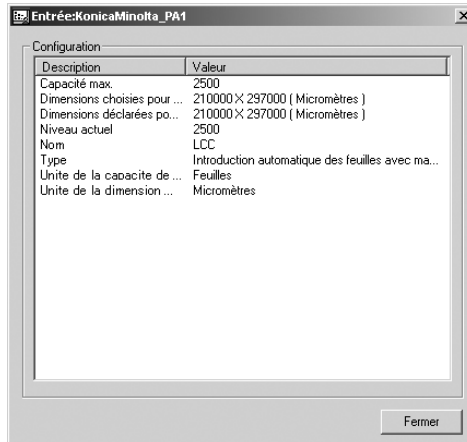 Entrée:KonicaMinolta_PA1
Configuration
Description Valeur
Capacité max. 2500
Dimensions choisies pour ... 210000 X 297000 ( Micromètres )
Dimensions déclarées po... 210000 X 297000 ( Micromètres )
Niveau actuel 2500
Nom LCC
Type Introduction automatique des feuilles avec ma...
Unite de la capacite de ... Feuilles
Unite de la dimension ... Micromètres
Fermer